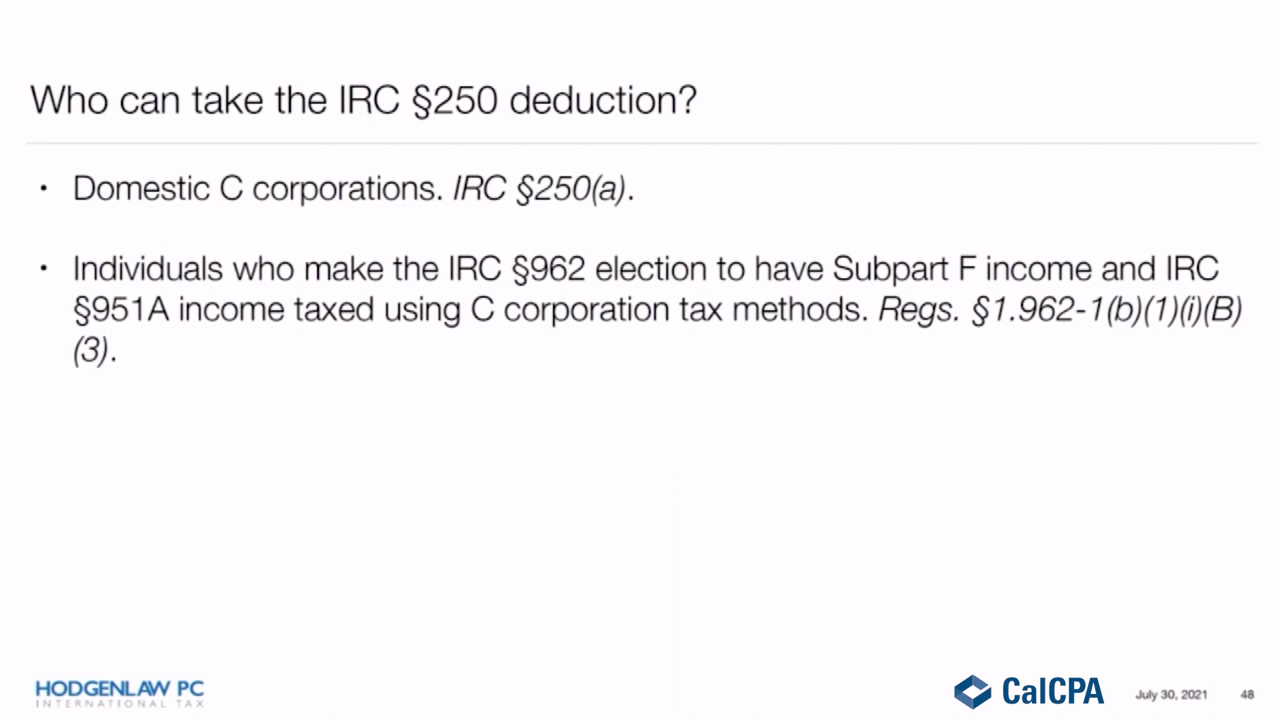 Who can take the IRC §250 deduction?
• Domestic C corporations. IRC §250(a).
• Individuals who make the IRC §962 election to have Subpart F income and IRC
§951A income taxed using C corporation tax methods. Regs. §1.962-1(b)(1)(i)(B)
(3).
HODGENLAW PC
INTERNATIONAL TAX
CalCPA
July 30, 2021
48